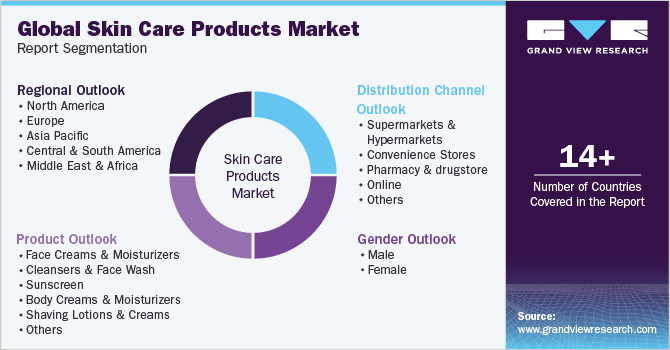 Global Skin Care Products Market
Report Segmentation
Regional Outlook
• North America
• Europe
• Asia Pacific
• Central & South America
• Middle East & Africa
Distribution Channel
Outlook
• Supermarkets &
Hypermarkets
• Convenience Stores
• Pharmacy & drugstore
• Online
• Others
Skin Care
Products
Market
Product Outlook
• Face Creams & Moisturizers
• Cleansers & Face Wash
• Sunscreen
• Body Creams & Moisturizers
• Shaving Lotions & Creams
• Others
Gender Outlook
• Male
• Female
GRAND VIEW RESEARCH
14+
Number of Countries
Covered in the Report
Source:
www.grandviewresearch.com